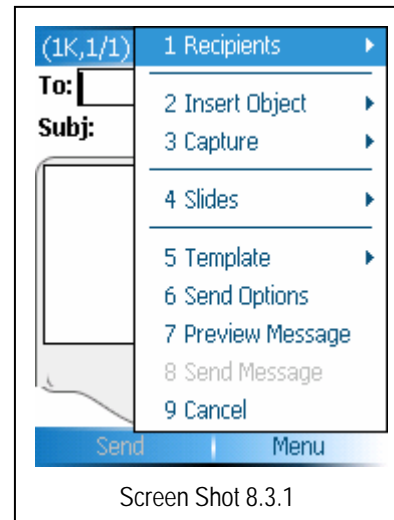 (1K,1/1)
To:
Subj:
1 Recipients
2 Insert Object
3 Capture
4 Slides
5 Template
6 Send Options
7 Preview Message
8 Send Message
9 Cancel
Send
Menu
Screen Shot 8.3.1